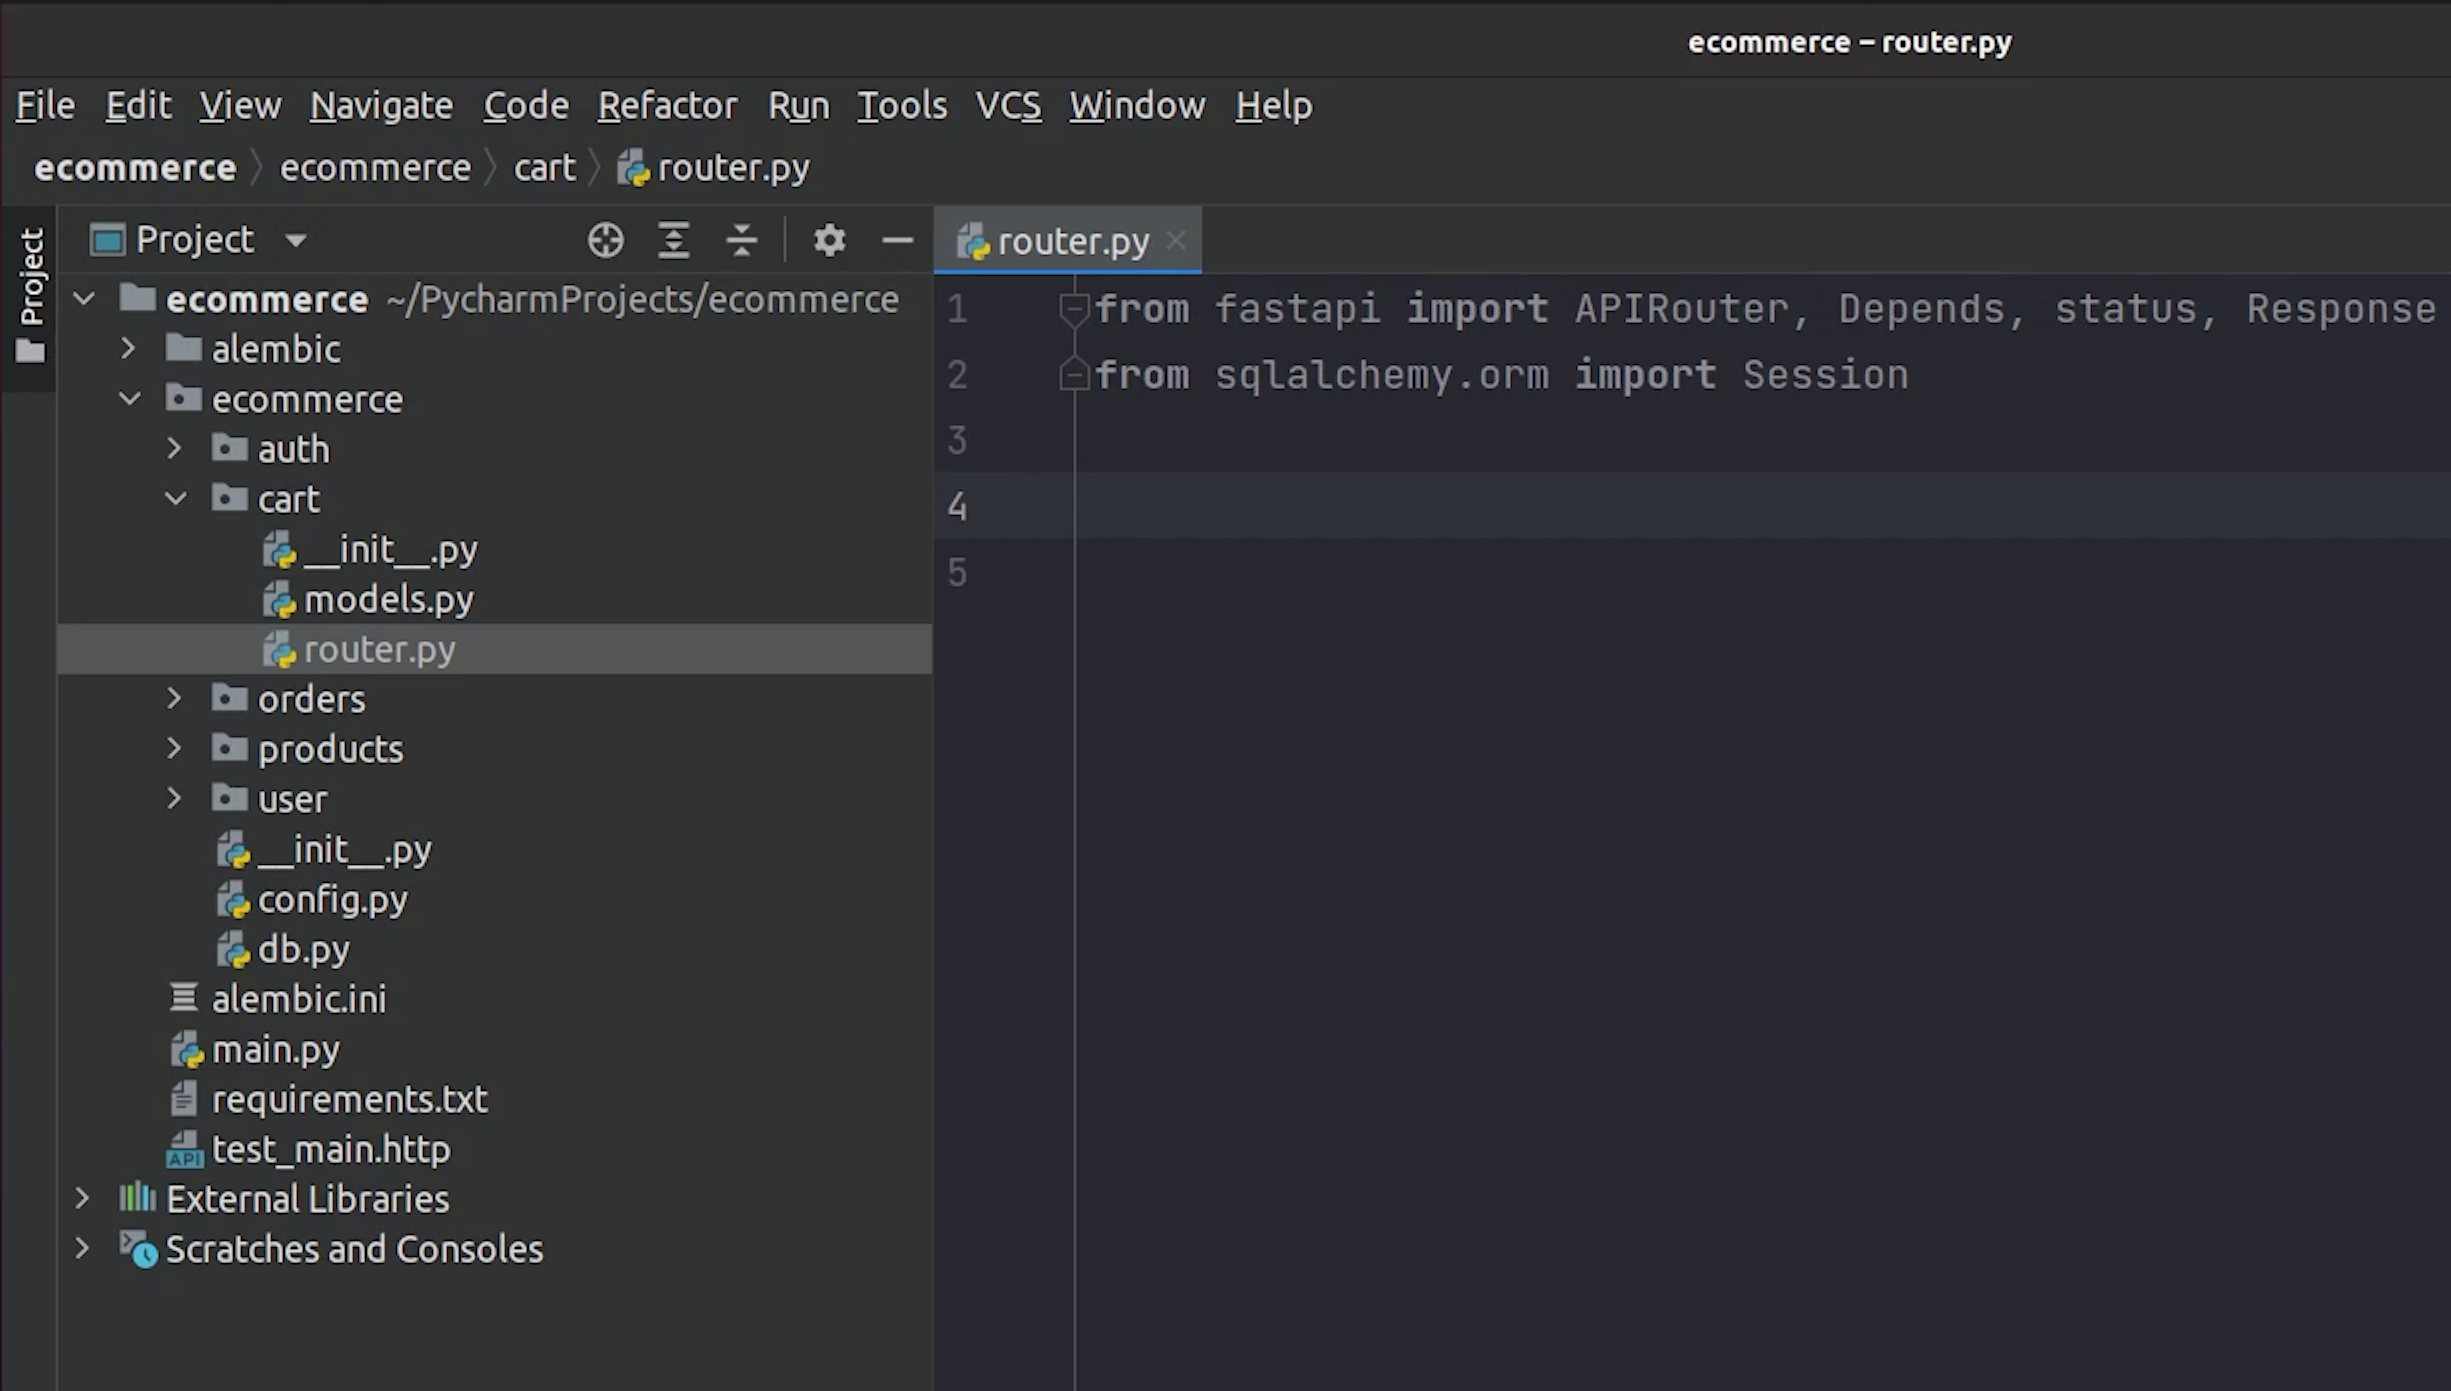 ecommerce – router.py
File Edit View Navigate Code Refactor Run Tools VCS Window Help
ecommerce 〉 ecommerce 〉 cart 〉 router.py
Project
Project
router.py
ecommerce ~/PycharmProjects/ecommerce
alembic
ecommerce
auth
cart
__init__.py
models.py
router.py
orders
products
user
__init__.py
config.py
db.py
alembic.ini
main.py
requirements.txt
API test_main.http
External Libraries
Scratches and Consoles
1 from fastapi import APIRouter, Depends, status, Response
2 from sqlalchemy.orm import Session
3
4
5